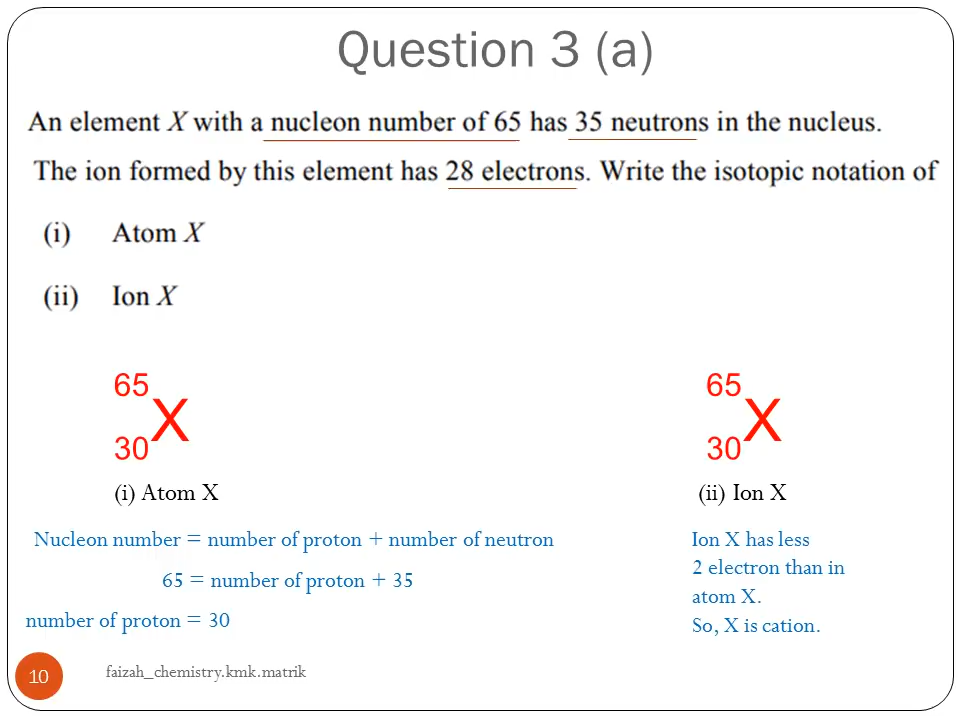 Question 3 (a)
An element X with a nucleon number of 65 has 35 neutrons in the nucleus.
The ion formed by this element has 28 electrons. Write the isotopic notation of
(i) Atom X
(ii) Ion X
65
30
X
(i) Atom X
65
30
X
(ii) Ion X
Nucleon number = number of proton + number of neutron
65 = number of proton + 35
number of proton = 30
Ion X has less
2 electron than in
atom X.
So, X is cation.
10
faizah_chemistry.kmk.matrik